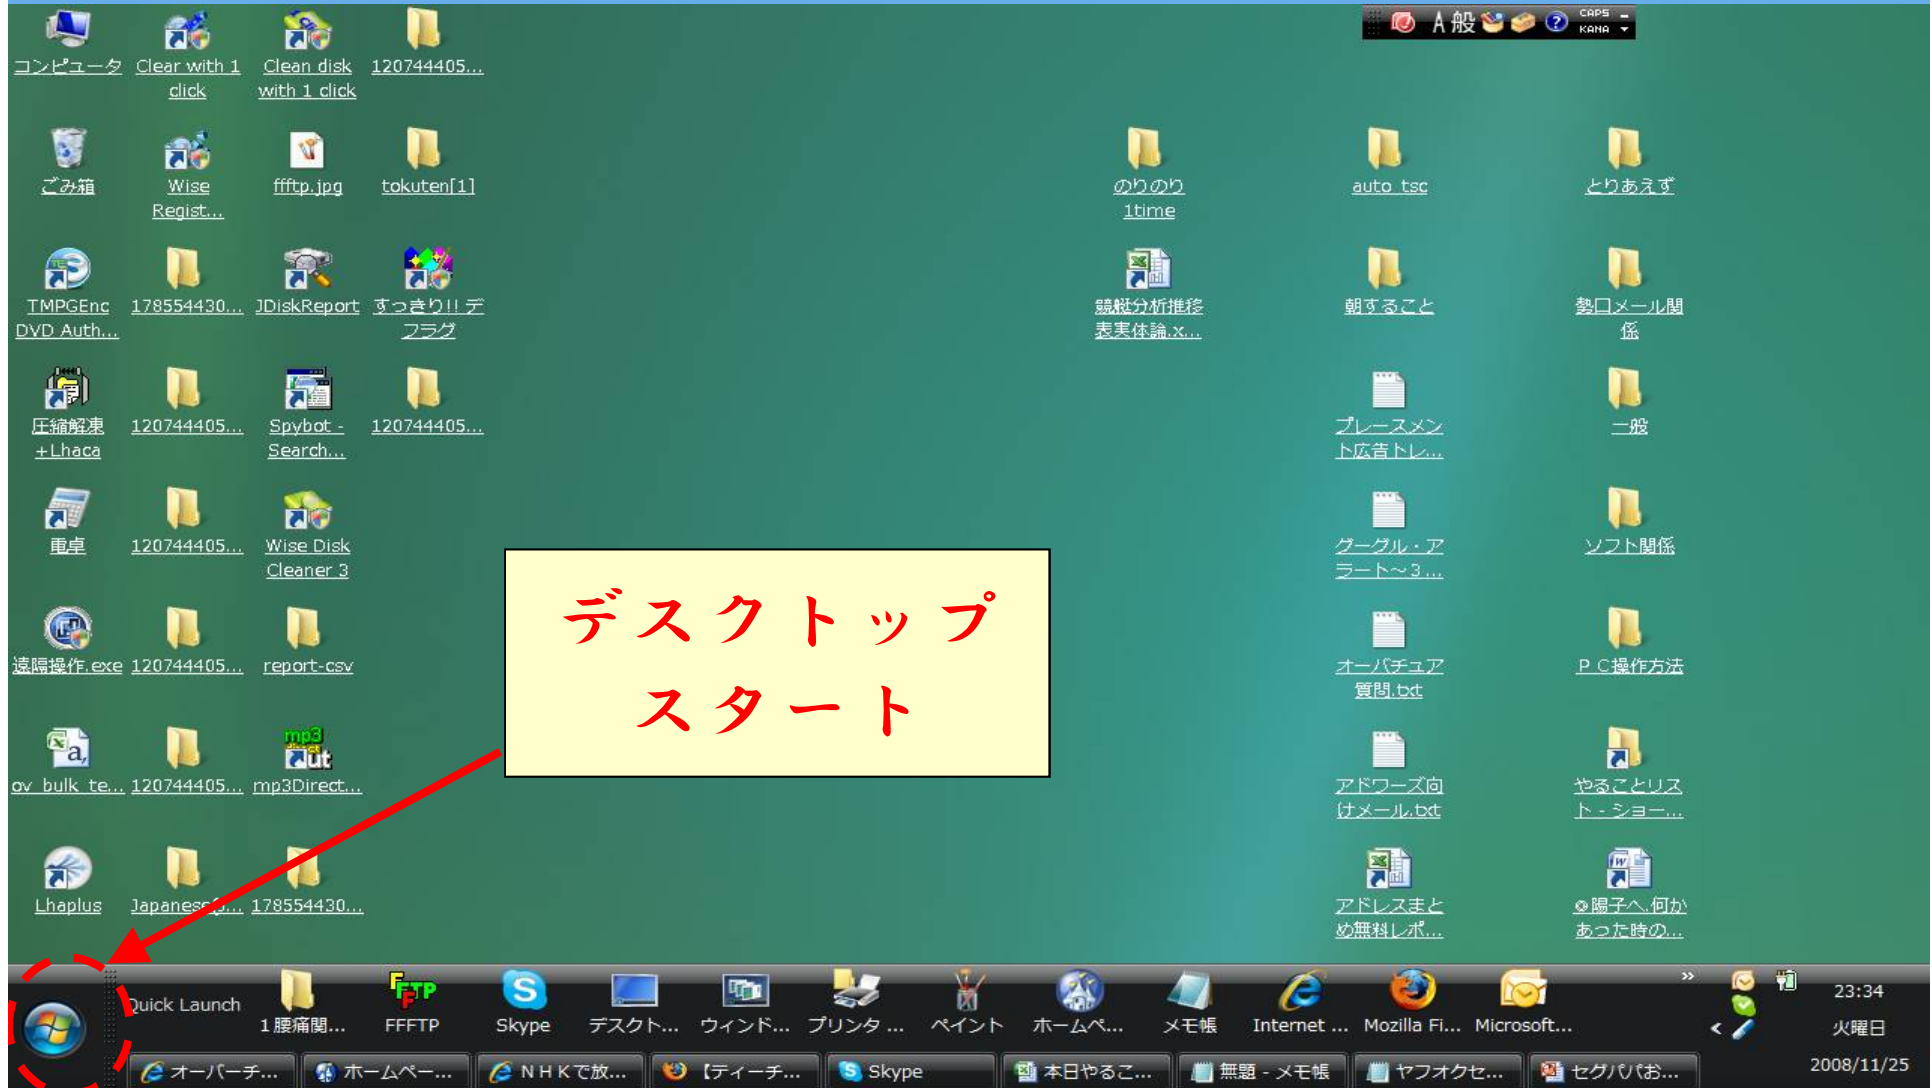 A 般 CAPS
KANA
コンピュータ
Clear with 1
click
Clean disk
with 1 click
120744405...
ごみ箱
Wise
Regist...
ffftp.jpg
tokuten[1]
のりのり
1time
auto_tsc
とりあえず
TMPGEnc
DVD Auth...
178554430...
JDiskReport
すっきり!! デ
フラグ
競艇分析推移
表実体論.x...
朝すること
勢口メール関
係
圧縮解凍
+Lhaca
120744405...
Spybot -
Search...
120744405...
プレースメン
ト広告トレ...
一般
電卓
120744405...
Wise Disk
Cleaner 3
グーグル・ア
ラート～3...
ソフト関係
デスクトップ
スタート
遠隔操作.exe
120744405...
report-csv
オーバチュア
質問.txt
ＰＣ操作方法
ov_bulk_te...
120744405...
mp3Direct...
アドワーズ向
けメール.txt
やることリス
ト - ショー...
Lhaplus
Japanese...
178554430...
アドレスまと
め無料レポ...
◎陽子へ.何か
あった時の...
Quick Launch
1腰痛関...
FFFTP
Skype
デスクト...
ウィンド...
プリンタ ...
ペイント
ホームペ...
メモ帳
Internet ...
Mozilla Fi...
Microsoft...
»
23:34
火曜日
2008/11/25
オーバーチ...
ホームペー...
ＮＨＫで放...
【ティーチ...
Skype
本日やるこ...
無題 - メモ帳
ヤフオクセ...
セグパパお...